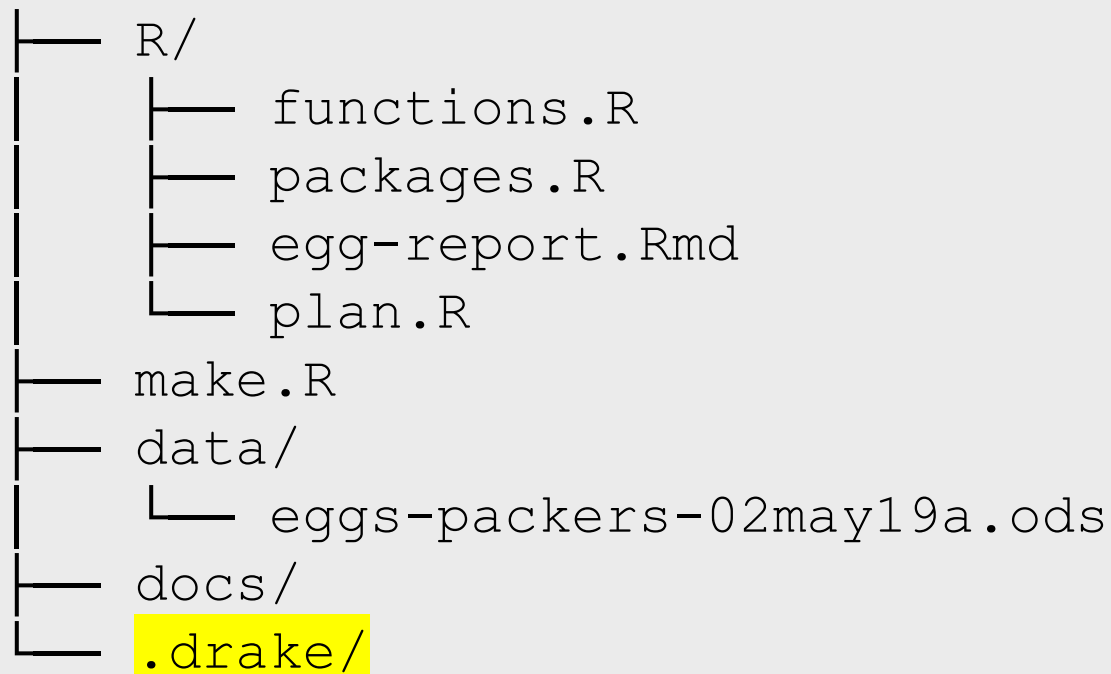 ├── R/
│   ├── functions.R
│   ├── packages.R
│   ├── egg-report.Rmd
│   └── plan.R
├── make.R
├── data/
│   └── eggs-packers-02may19a.ods
├── docs/
└── .drake/